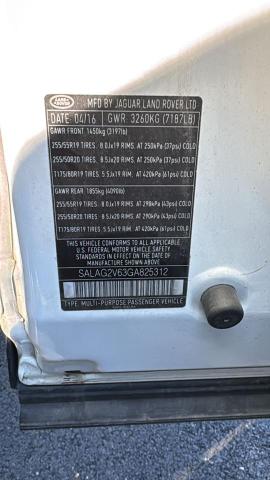 LAND ROVER
MFD BY JAGUAR LAND ROVER LTD
DATE 04/16 GWR: 3260KG (7187LB)
GAWR FRONT 1450kg (3197lb)
255/55R19 TIRES - 8.0Jx19 RIMS, AT 250kPA (37psi) COLD
255/50R20 TIRES - 8.5Jx20 RIMS, AT 250kPA (37psi) COLD
T175/80R19 TIRES - 5.5Jx19 RIM, AT 420kPA (61psi) COLD
GAWR REAR 1855kg (4090lb)
255/55R19 TIRES - 8.0Jx19 RIMS, AT 290kPA (43psi) COLD
255/50R20 TIRES - 8.5Jx20 RIMS, AT 290kPA (43psi) COLD
T175/80R19 TIRES - 5.5Jx19 RIM, AT 420kPA (61psi) COLD
THIS VEHICLE CONFORMS TO ALL APPLICABLE
U.S. FEDERAL MOTOR VEHICLE SAFETY STANDARDS
IN EFFECT ON THE DATE OF
MANUFACTURE SHOWN ABOVE
SALAG2V63GA825312
TYPE: MULTI-PURPOSE PASSENGER VEHICLE